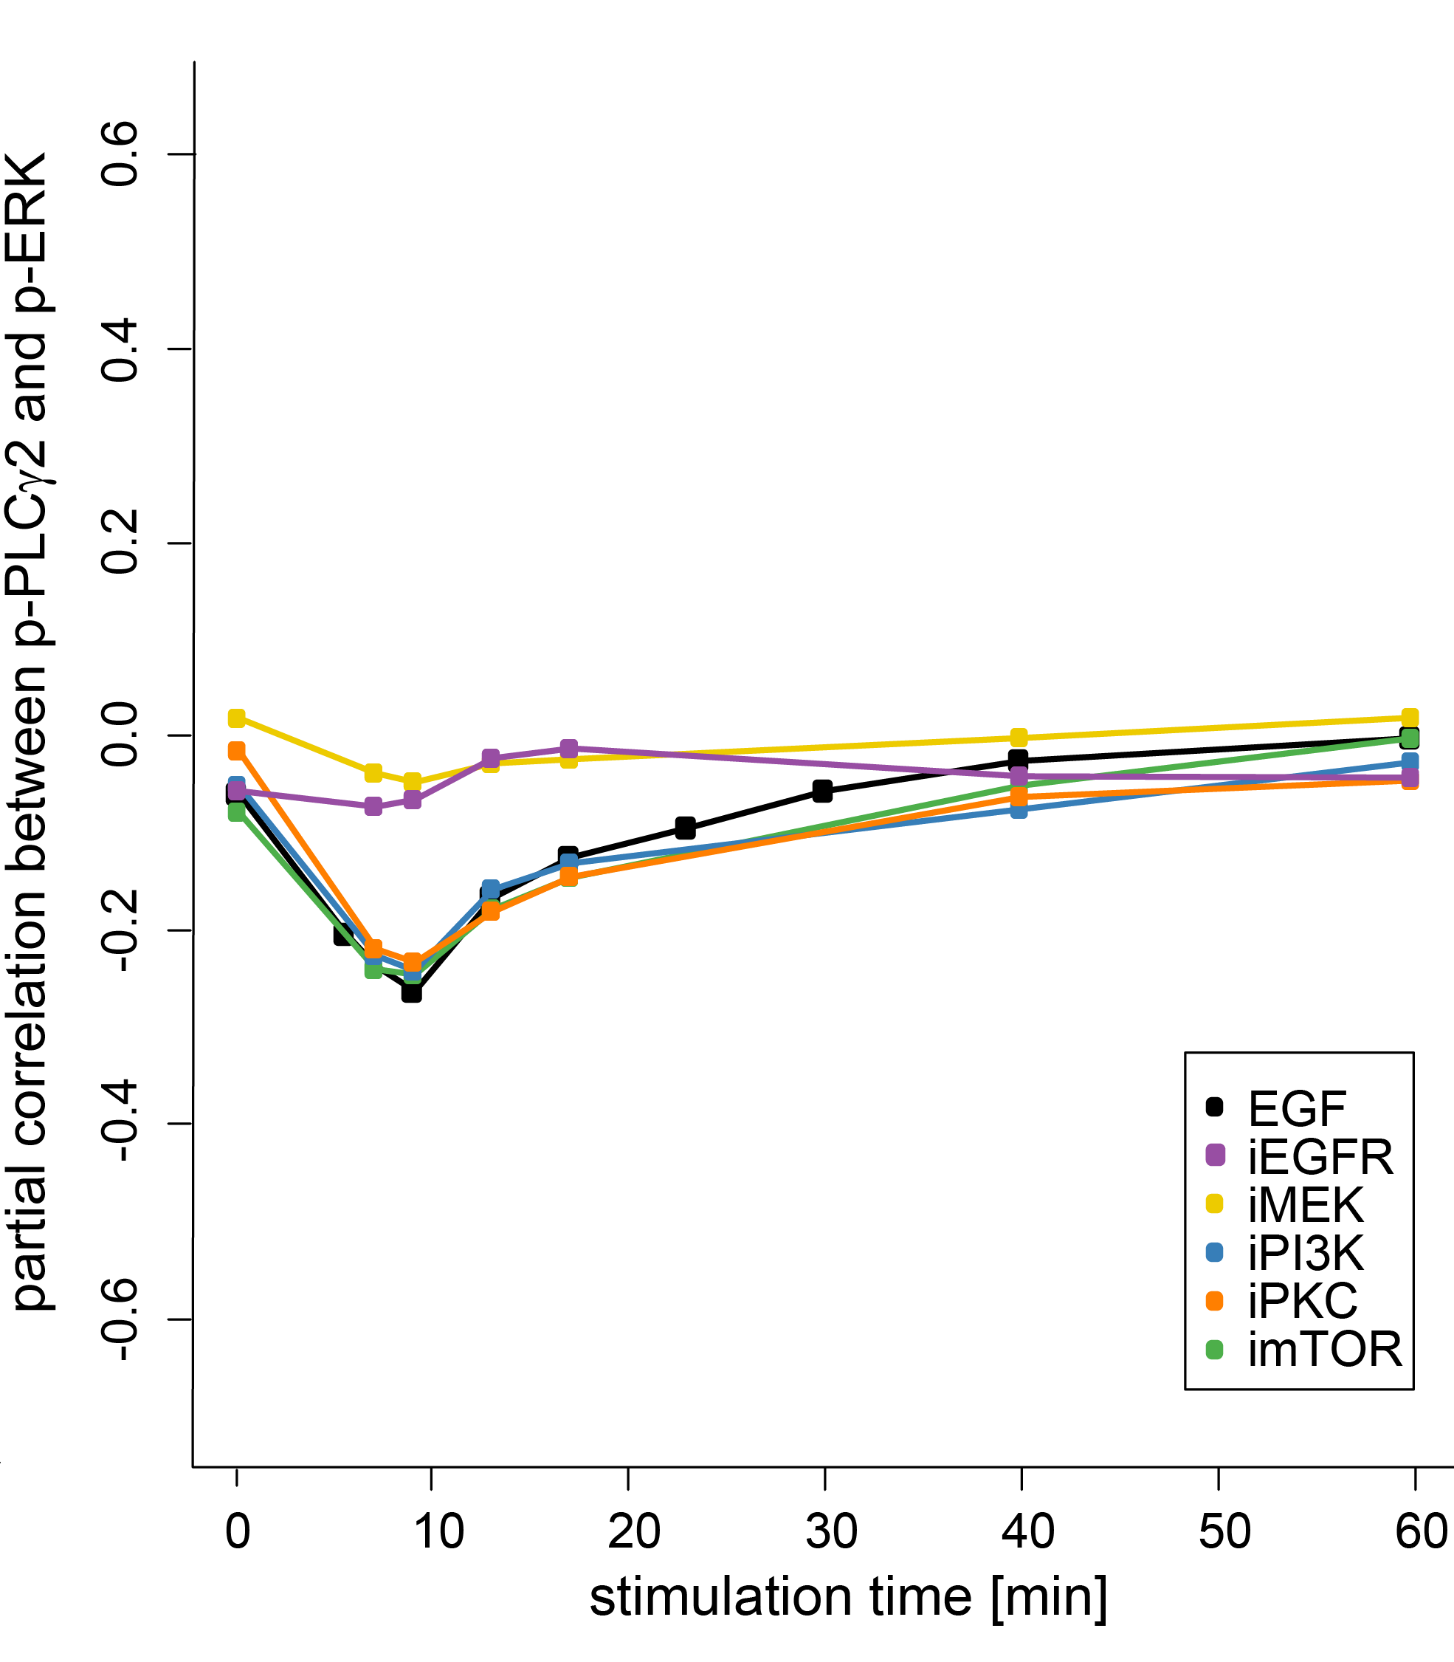 partial correlation between p-PLCγ2 and p-ERK
0.6
0.4
0.2
0.0
-0.2
-0.4
-0.6
EGF
iEGFR
iMEK
iPI3K
iPKC
imTOR
0 10 20 30 40 50 60
stimulation time [min]